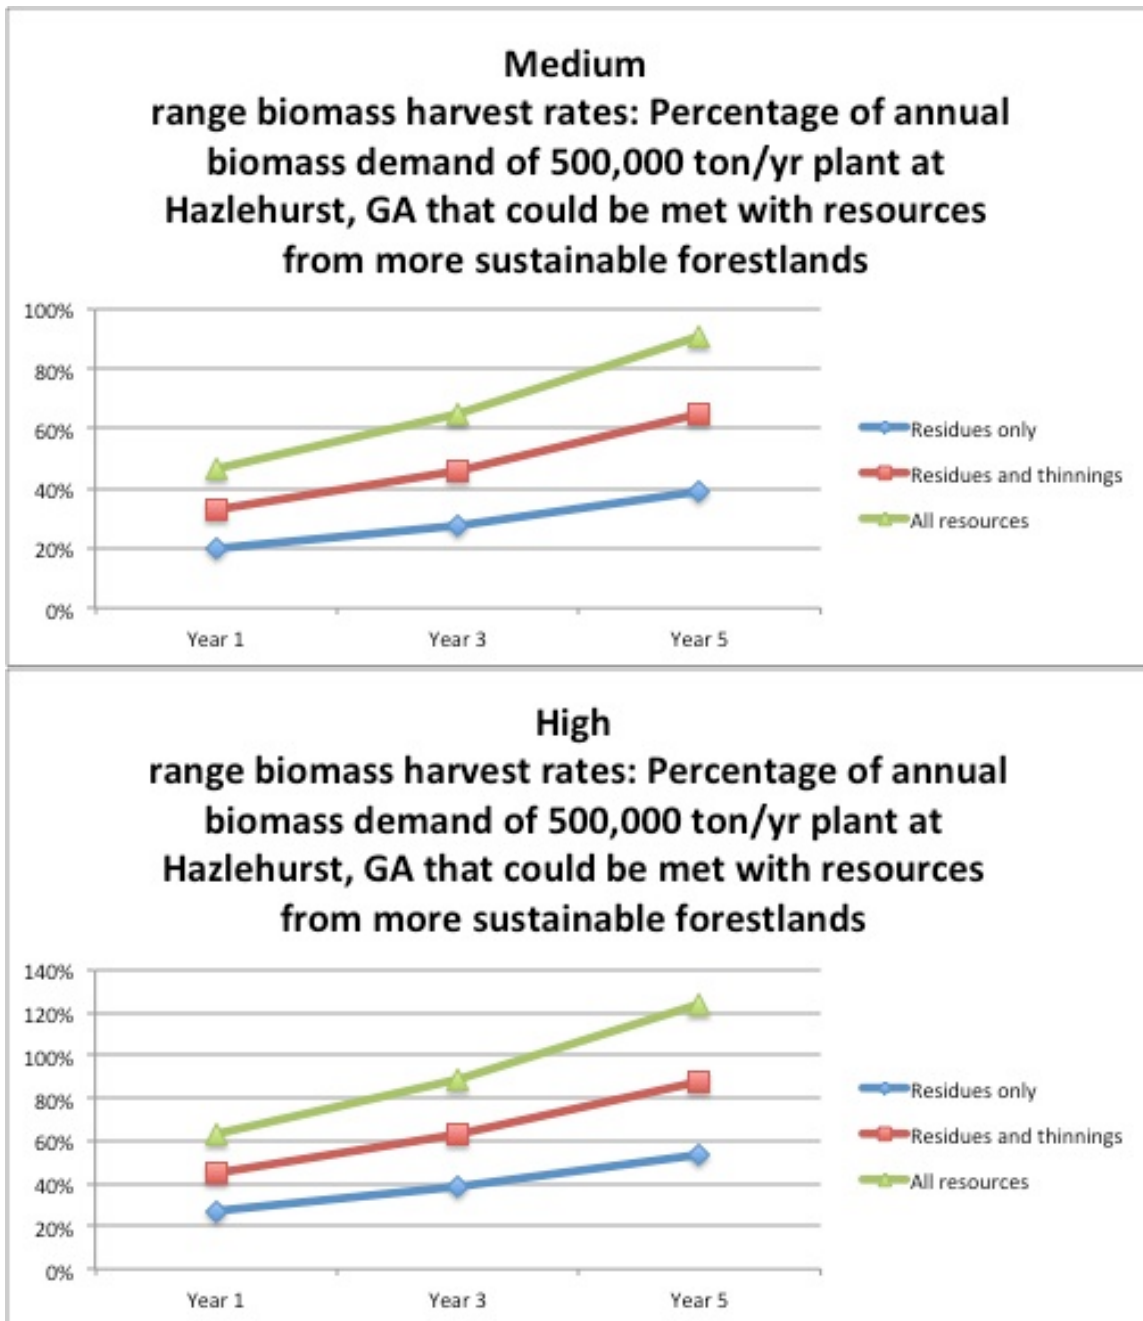 Medium
range biomass harvest rates: Percentage of annual
biomass demand of 500,000 ton/yr plant at
Hazlehurst, GA that could be met with resources
from more sustainable forestlands
100%
80%
60%
40%
20%
0%
Year 1
Year 3
Year 5
Residues only
Residues and thinnings
All resources
High
range biomass harvest rates: Percentage of annual
biomass demand of 500,000 ton/yr plant at
Hazlehurst, GA that could be met with resources
from more sustainable forestlands
140%
120%
100%
80%
60%
40%
20%
0%
Year 1
Year 3
Year 5
Residues only
Residues and thinnings
All resources